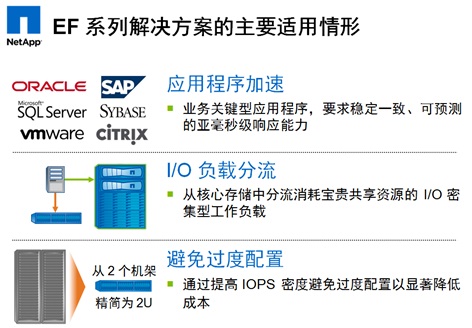 NetApp
EF 系列解决方案的主要适用情形
ORACLE
SAP
Microsoft
SQL Server
SYBASE
vmware
CITRIX
应用程序加速
业务关键型应用程序，要求稳定一致、可预测
的亚毫秒级响应能力
I/O 负载分流
从核心存储中分流消耗宝贵共享资源的 I/O 密
集型工作负载
从 2 个机架
精简为 2U
避免过度配置
通过提高 IOPS 密度避免过度配置以显著降低
成本